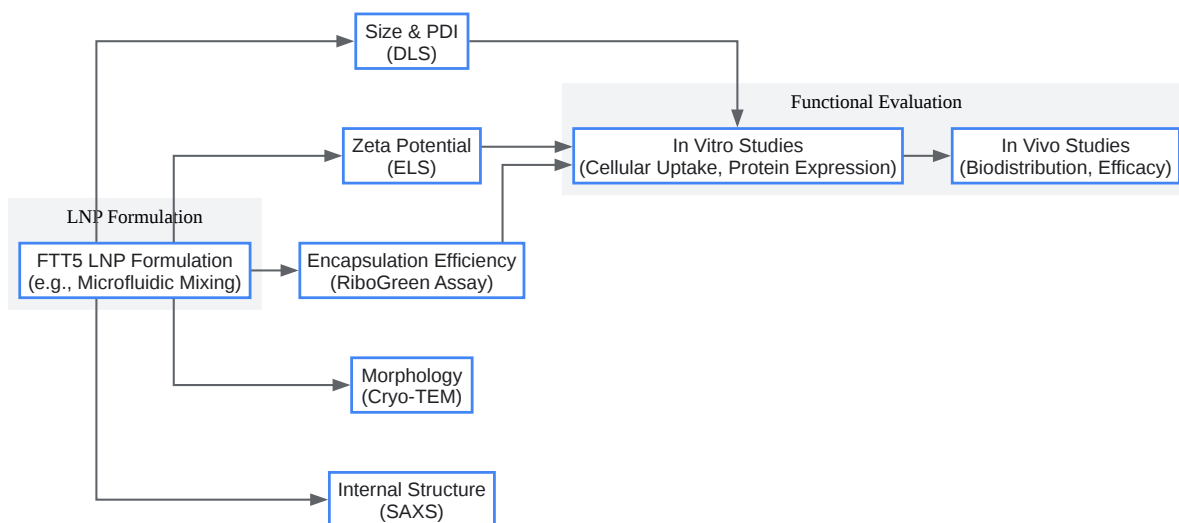 Size & PDI
(DLS)
Functional Evaluation
Zeta Potential
(ELS)
In Vitro Studies
(Cellular Uptake, Protein Expression)
In Vivo Studies
(Biodistribution, Efficacy)
LNP Formulation
FTT5 LNP Formulation
(e.g., Microfluidic Mixing)
Encapsulation Efficiency
(RiboGreen Assay)
Morphology
(Cryo-TEM)
Internal Structure
(SAXS)